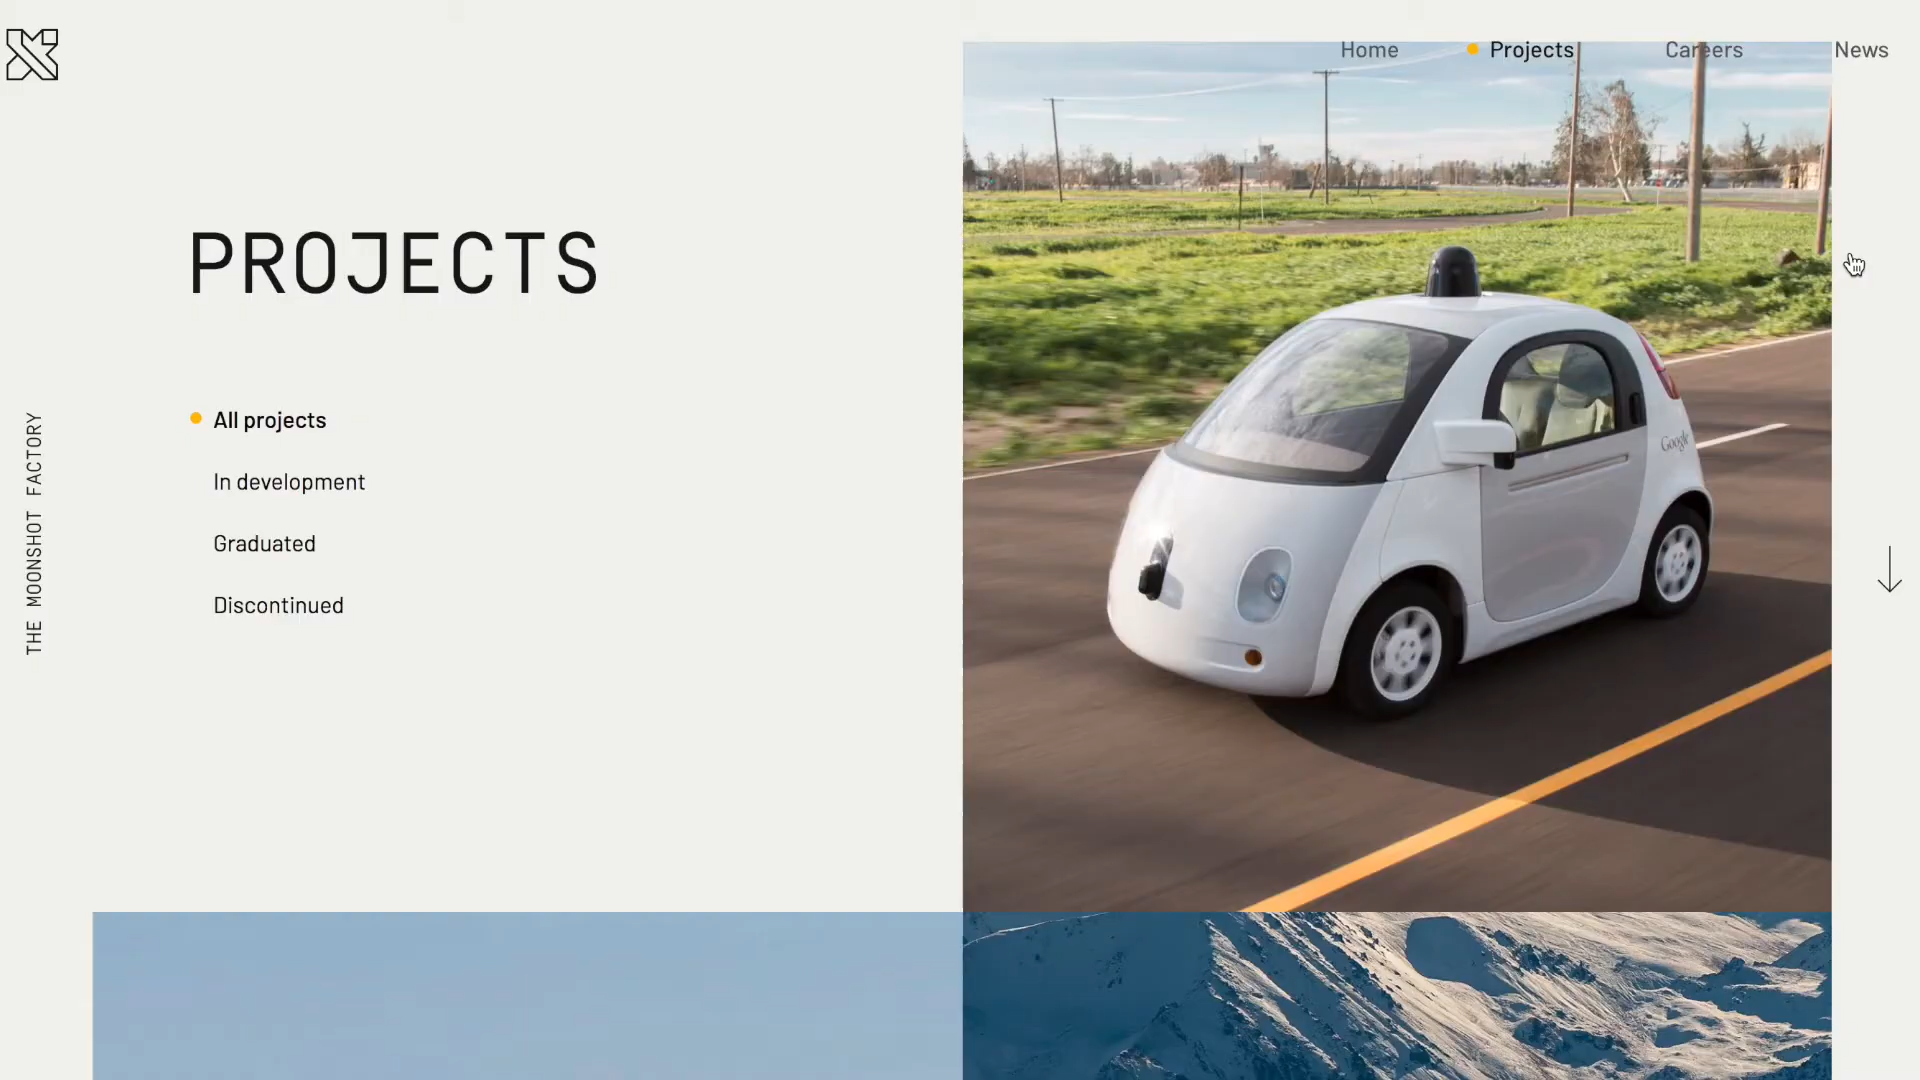 Home
Projects
Careers
News
PROJECTS
All projects
In development
Graduated
Discontinued
THE MOONSHOT FACTORY
Google